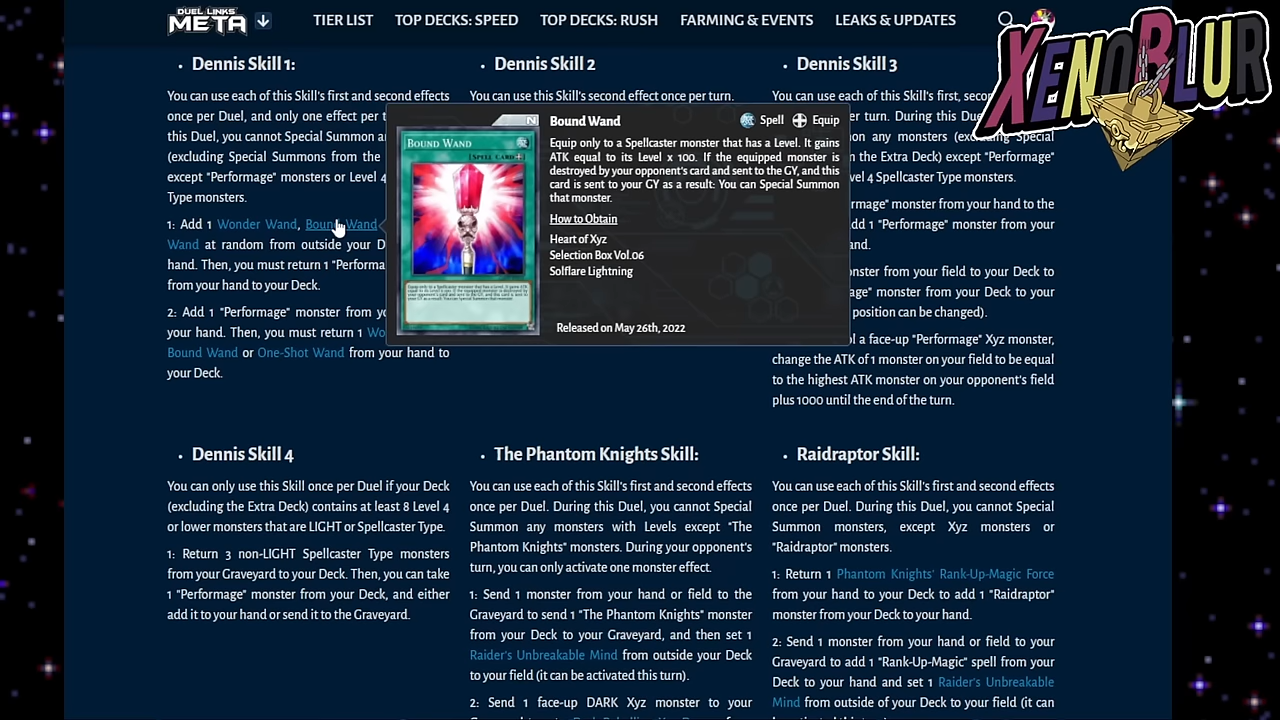 DUEL LINKS
META
TIER LIST
TOP DECKS: SPEED
TOP DECKS: RUSH
FARMING & EVENTS
LEAKS & UPDATES
XENOBLUR
• Dennis Skill 1:
You can use each of this Skill's first and second effects
once per Duel, and only one effect per t
this Duel, you cannot Special Summon a
(excluding Special Summons from the
except "Performage" monsters or Level 4
Type monsters.
1: Add 1 Wonder Wand, Bound Wand
Wand at random from outside your D
hand. Then, you must return 1 "Performa
from your hand to your Deck.
2: Add 1 "Performage" monster from yo
your hand. Then, you must return 1 Wo
Bound Wand or One-Shot Wand from your hand to
your Deck.
• Dennis Skill 2
You can use this Skill's second effect once per turn.
BOUND WAND
[SPELL CARD
N
Bound Wand
Spell
Equip
Equip only to a Spellcaster monster that has a Level. It gains
ATK equal to its Level x 100. If the equipped monster is
destroyed by your opponent's card and sent to the GY, and this
card is sent to your GY as a result: You can Special Summon
that monster.
How to Obtain
Heart of Xyz
Selection Box Vol.06
Solflare Lightning
Released on May 26th, 2022
• Dennis Skill 3
You can use each of this Skill's first, secon
er turn. During this Due
on any monsters (exc
n the Extra Deck) except "Performage"
vel 4 Spellcaster Type monsters.
rmage" monster from your hand to the
dd 1 "Performage" monster from your
nd.
onster from your field to your Deck to
age" monster from your Deck to your
position can be changed).
l a face-up "Performage" Xyz monster,
change the ATK of 1 monster on your field to be equal
to the highest ATK monster on your opponent's field
plus 1000 until the end of the turn.
• Dennis Skill 4
You can only use this Skill once per Duel if your Deck
(excluding the Extra Deck) contains at least 8 Level 4
or lower monsters that are LIGHT or Spellcaster Type.
1: Return 3 non-LIGHT Spellcaster Type monsters
from your Graveyard to your Deck. Then, you can take
1 "Performage" monster from your Deck, and either
add it to your hand or send it to the Graveyard.
• The Phantom Knights Skill:
You can use each of this Skill's first and second effects
once per Duel. During this Duel, you cannot Special
Summon any monsters with Levels except "The
Phantom Knights" monsters. During your opponent's
turn, you can only activate one monster effect.
1: Send 1 monster from your hand or field to the
Graveyard to send 1 "The Phantom Knights" monster
from your Deck to your Graveyard, and then set 1
Raider's Unbreakable Mind from outside your Deck
to your field (it can be activated this turn).
2: Send 1 face-up DARK Xyz monster to your
• Raidraptor Skill:
You can use each of this Skill's first and second effects
once per Duel. During this Duel, you cannot Special
Summon monsters, except Xyz monsters or
"Raidraptor" monsters.
1: Return 1 Phantom Knights' Rank-Up-Magic Force
from your hand to your Deck to add 1 "Raidraptor"
monster from your Deck to your hand.
2: Send 1 monster from your hand or field to your
Graveyard to add 1 "Rank-Up-Magic" spell from your
Deck to your hand and set 1 Raider's Unbreakable
Mind from outside of your Deck to your field (it can